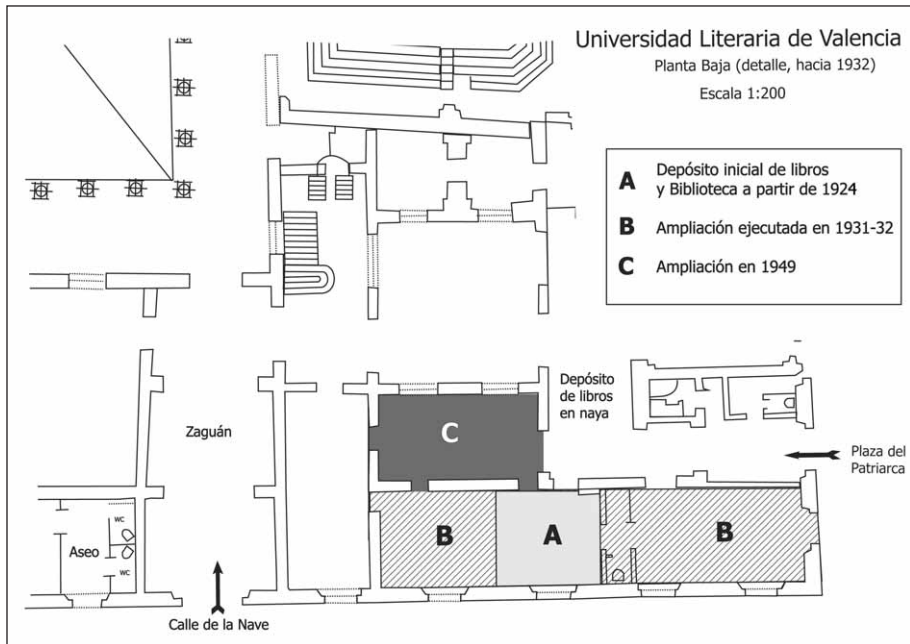 Universidad Literaria de Valencia
Planta Baja (detalle, hacia 1932)
Escala 1:200
A Depósito inicial de libros
y Biblioteca a partir de 1924
B Ampliación ejecutada en 1931-32
C Ampliación en 1949
Depósito
de libros
en naya
Zaguán
C
Plaza del
Patriarca
WC
Aseo
WC
B
A
B
Calle de la Nave